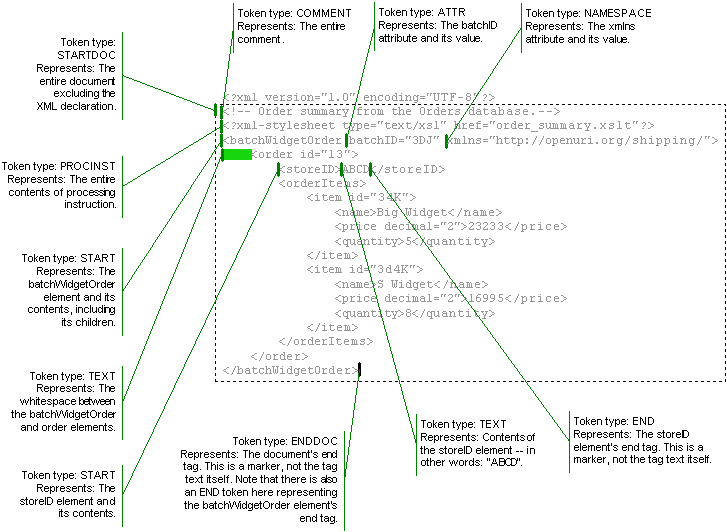 Token type: COMMENT
Represents: The entire
comment.
Token type: ATTR
Represents: The batchID
attribute and its value.
Token type: NAMESPACE
Represents: The xmlns
attribute and its value.
Token type:
STARTDOC
Represents: The
entire document
excluding the
XML declaration.
<?xml version="1.0" encoding="UTF-8"?>
<!-- Order summary from the Orders database.-->
<?xml-stylesheet type="text/xsl" href="order_summary.xslt"?>
<batchWidgetOrder batchID="3DJ" xmlns="http://openuri.org/shipping/">
<order id="13">
<storeID>ABCD</storeID>
<orderItems>
<item id="34K">
<name>Big Widget</name>
<price decimal="2">23233</price>
<quantity>5</quantity>
</item>
<item id="3d4K">
<name>S Widget</name>
<price decimal="2">16995</price>
<quantity>8</quantity>
</item>
</orderItems>
</order>
</batchWidgetOrder>
Token type: PROCINST
Represents: The entire
contents of processing
instruction.
Token type: START
Represents: The
batchWidgetOrder
element and its
contents, including
its children.
Token type: TEXT
Represents: The
whitespace between
the batchWidgetOrder
and order elements.
Token type: START
Represents: The
storeID element and
its contents.
Token type: ENDDOC
Represents: The document's end
tag. This is a marker, not the tag
text itself. Note that there is also
an END token here representing
the batchWidgetOrder element's
end tag.
Token type: TEXT
Represents: Contents of
the storeID element -- in
other words: "ABCD".
Token type: END
Represents: The storeID
element's end tag. This is a
marker, not the tag text itself.